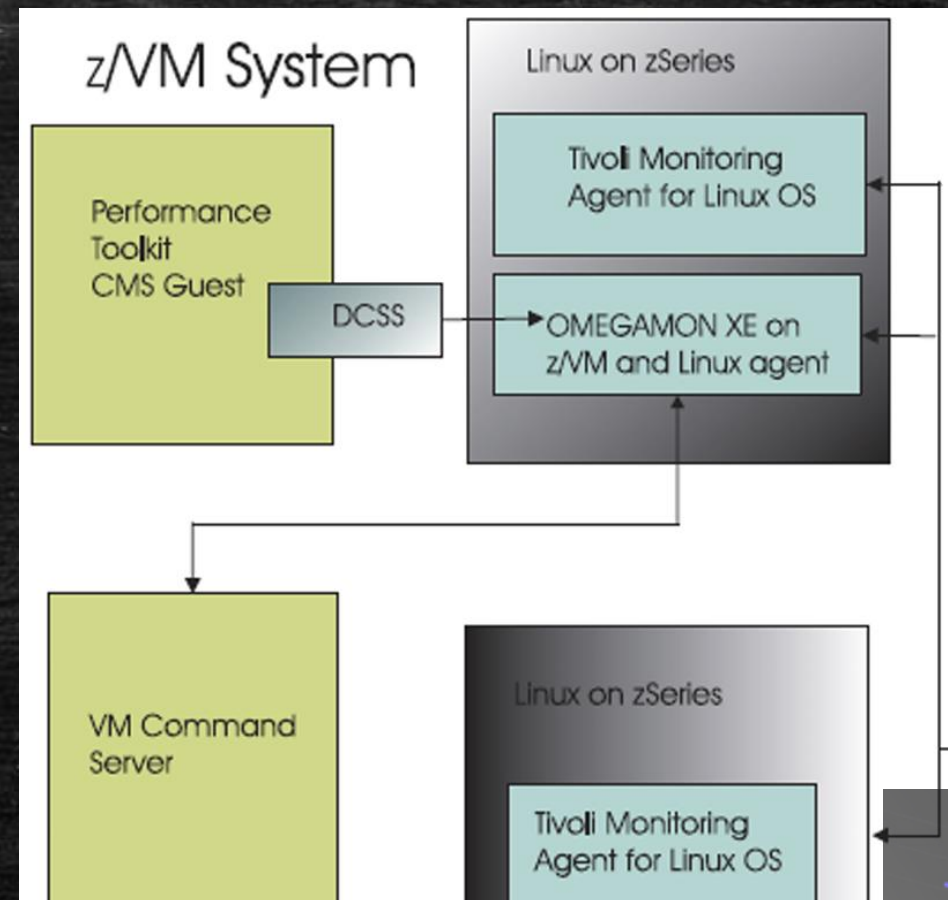 z/VM System
Linux on zSeries
Tivoli Monitoring
Agent for Linux OS
Performance
Toolkit
CMS Guest
DCSS
OMEGAMON XE on
z/VM and Linux agent
VM Command
Server
Linux on zSeries
Tivoli Monitoring
Agent for Linux OS